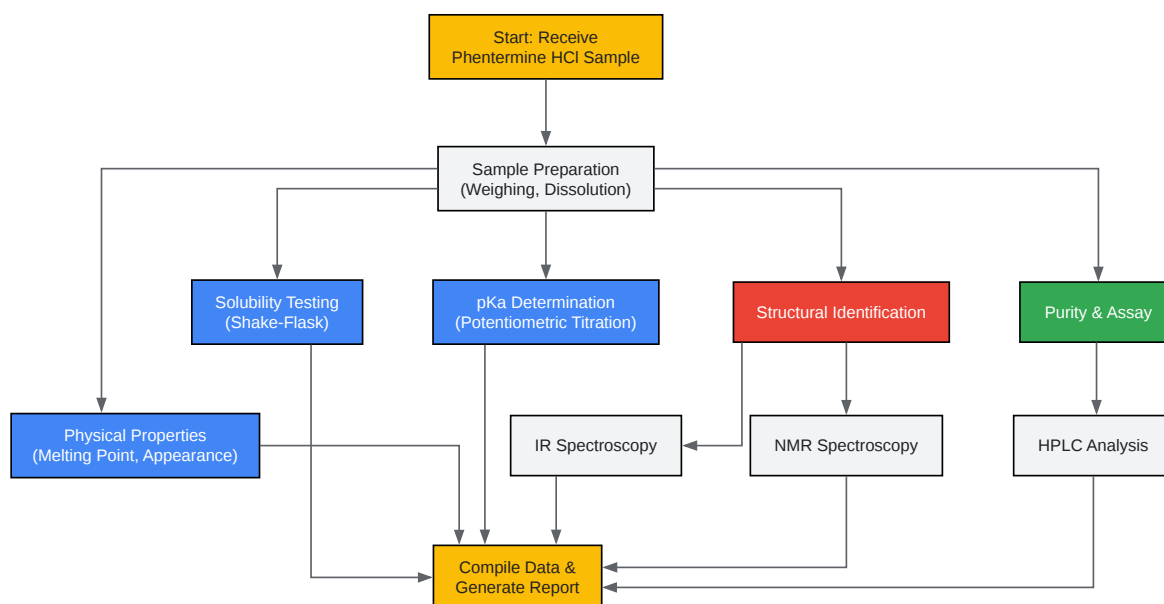 Start: Receive
Phentermine HCl Sample
Sample Preparation
(Weighing, Dissolution)
Solubility Testing
(Shake-Flask)
pKa Determination
(Potentiometric Titration)
Structural Identification
Purity & Assay
Physical Properties
(Melting Point, Appearance)
IR Spectroscopy
NMR Spectroscopy
HPLC Analysis
Compile Data &
Generate Report